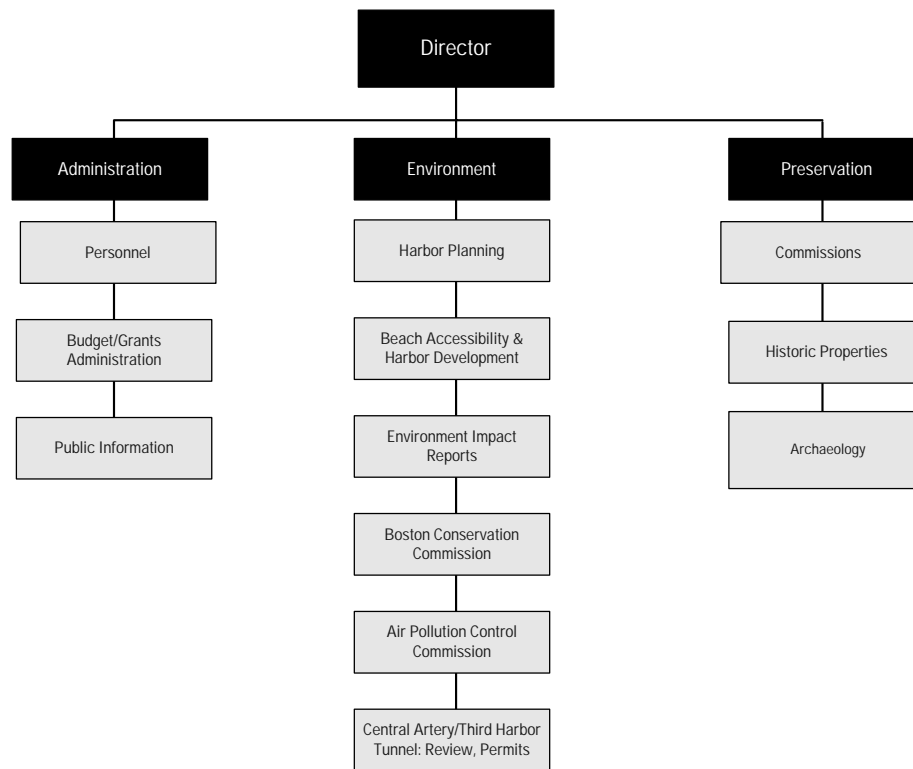 Director
Administration
Environment
Preservation
Personnel
Harbor Planning
Commissions
Budget/Grants
Administration
Beach Accessibility &
Harbor Development
Historic Properties
Public Information
Environment Impact
Reports
Archaeology
Boston Conservation
Commission
Air Pollution Control
Commission
Central Artery/Third Harbor
Tunnel: Review, Permits